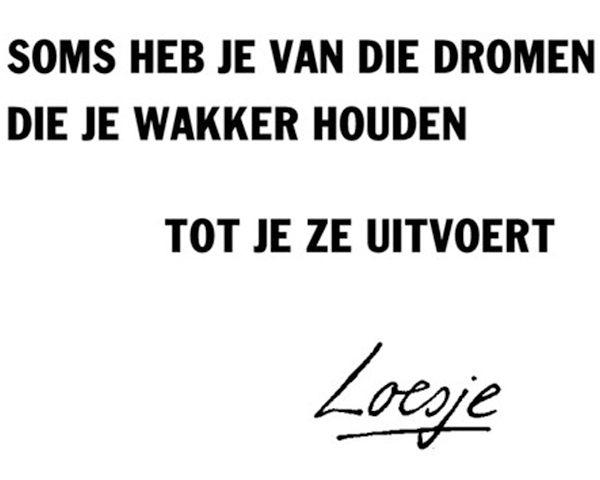 SOMS HEB JE VAN DIE DROMEN
DIE JE WAKKER HOUDEN
TOT JE ZE UITVOERT
Loesje